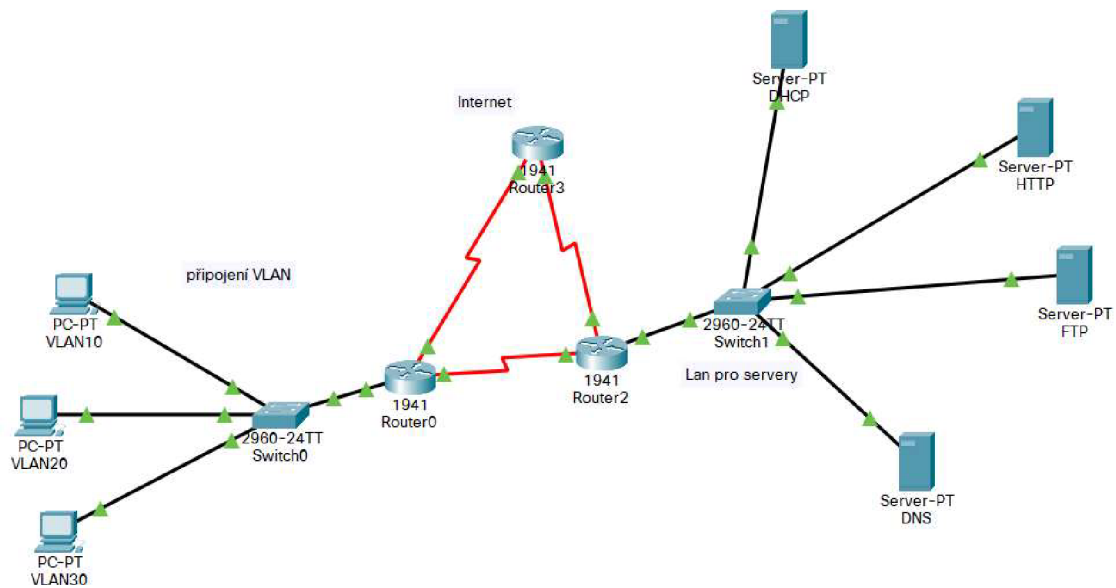 Server-PT
DHCP
Internet
1941
Router3
Server-PT
HTTP
připojení VLAN
PC-PT
VLAN10
2960-24TT
Switch1
Server-PT
FTP
Lan pro servery
1941
Router2
1941
Router0
PC-PT
VLAN20
2960-24TT
Switch0
Server-PT
DNS
PC-PT
VLAN30